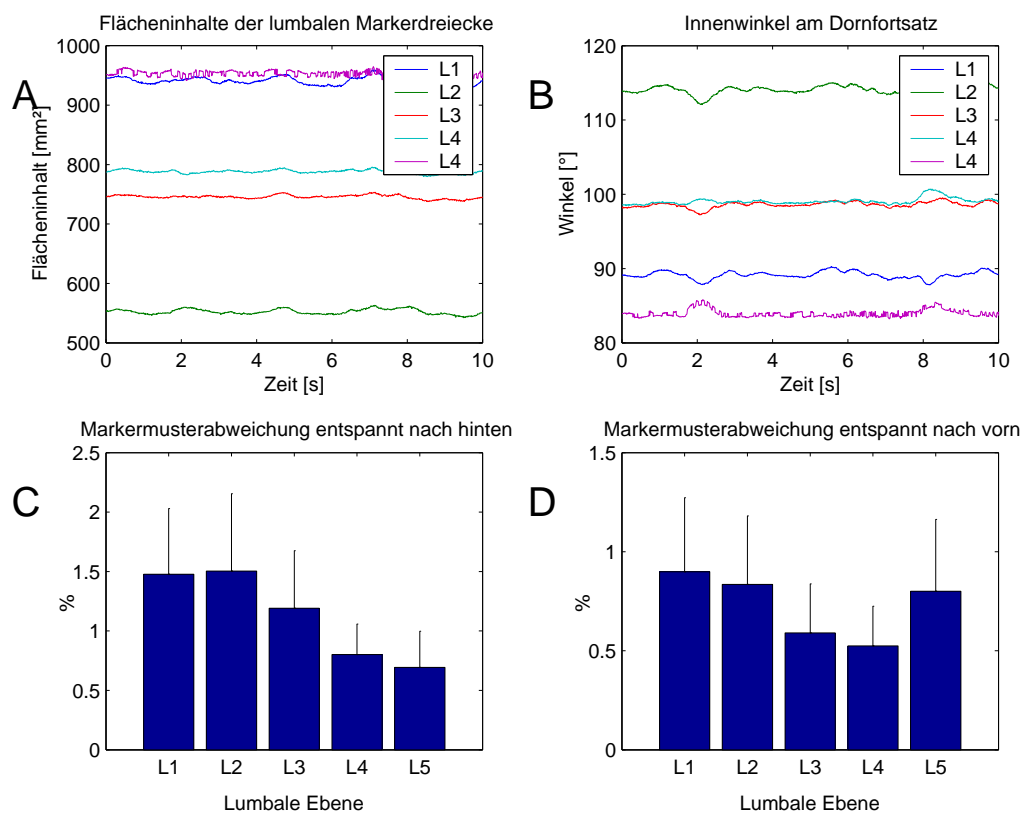 A
Flächeninhalte der lumbalen Markerdreiecke
Flächeninhalt [mm²]
1000
900
800
700
600
500
0
2
4
6
8
10
Zeit [s]
L1
L2
L3
L4
L4
B
Innenwinkel am Dornfortsatz
Winkel [°]
120
110
100
90
80
0
2
4
6
8
10
Zeit [s]
L1
L2
L3
L4
L4
C
Markermusterabweichung entspannt nach hinten
%
2.5
2
1.5
1
0.5
0
L1
L2
L3
L4
L5
Lumbale Ebene
D
Markermusterabweichung entspannt nach vorn
%
1.5
1
0.5
0
L1
L2
L3
L4
L5
Lumbale Ebene